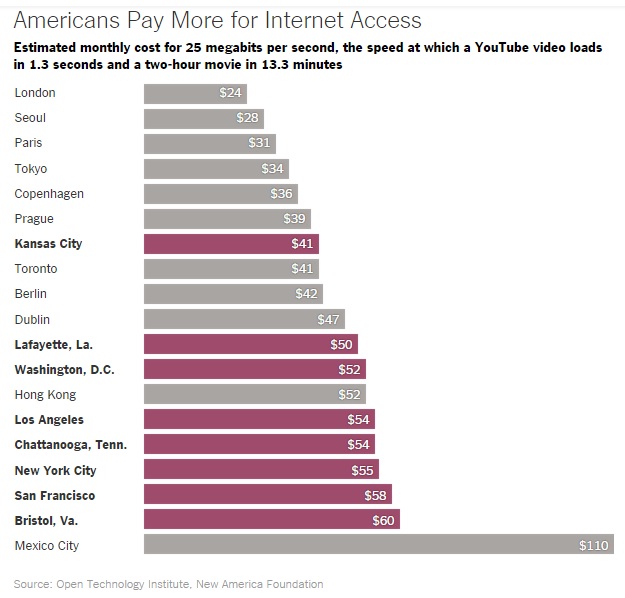 Americans Pay More for Internet Access
Estimated monthly cost for 25 megabits per second, the speed at which a YouTube video loads
in 1.3 seconds and a two-hour movie in 13.3 minutes
London $24
Seoul $28
Paris $31
Tokyo $34
Copenhagen $36
Prague $39
Kansas City $41
Toronto $41
Berlin $42
Dublin $47
Lafayette, La. $50
Washington, D.C. $52
Hong Kong $52
Los Angeles $54
Chattanooga, Tenn. $54
New York City $55
San Francisco $58
Bristol, Va. $60
Mexico City $110
Source: Open Technology Institute, New America Foundation